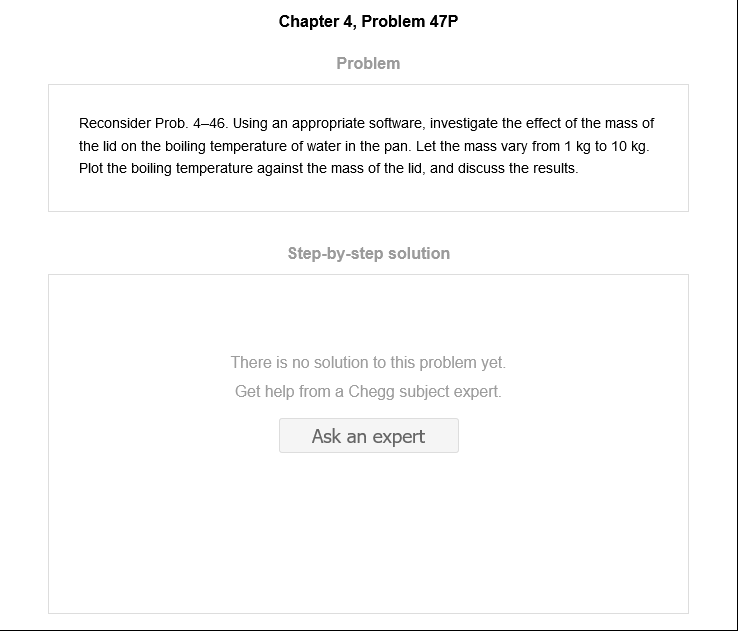 Chapter 4, Problem 47P
Problem
Reconsider Prob. 4–46. Using an appropriate software, investigate the effect of the mass of
the lid on the boiling temperature of water in the pan. Let the mass vary from 1 kg to 10 kg.
Plot the boiling temperature against the mass of the lid, and discuss the results.
Step-by-step solution
There is no solution to this problem yet.
Get help from a Chegg subject expert.
Ask an expert